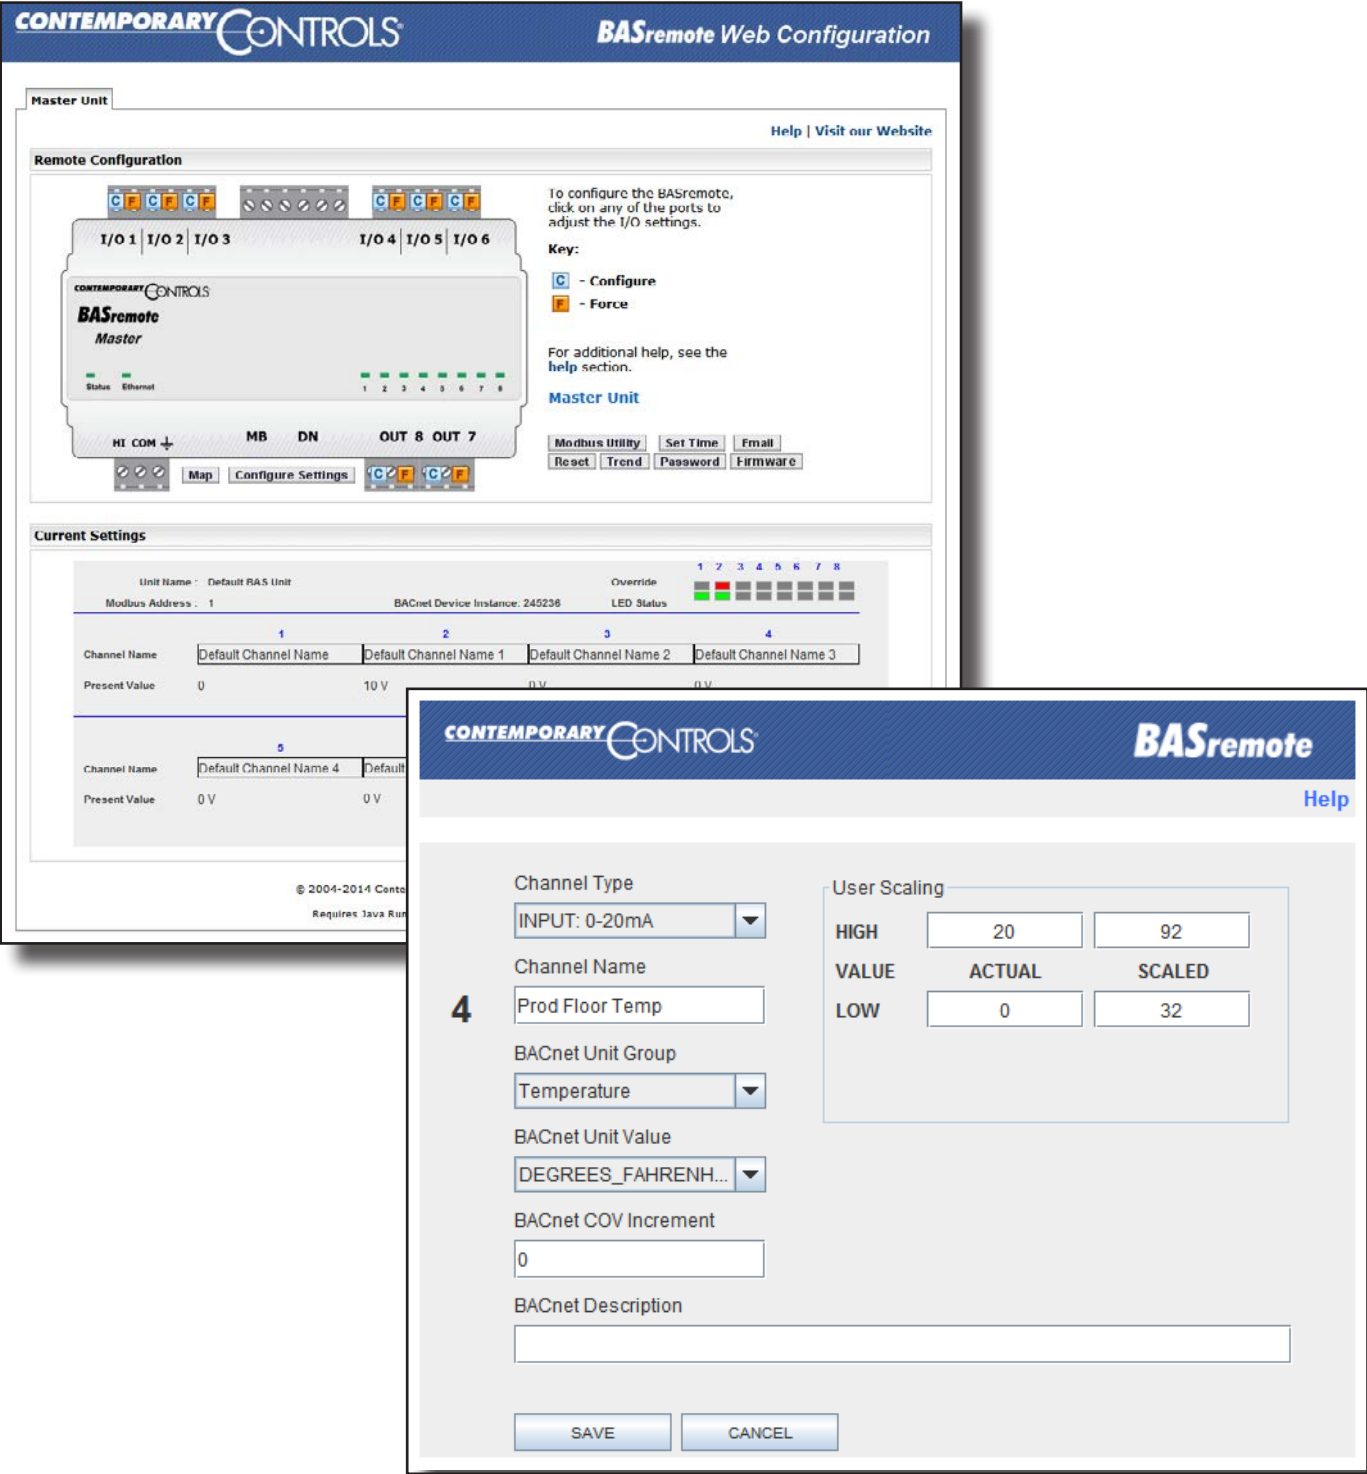 CONTEMPORARY CONTROLS
BASremote Web Configuration
Master Unit
Help | Visit our Website
Remote Configuration
C F C F C F
C F C F C F
I/O 1 I/O 2 I/O 3
I/O 4 I/O 5 I/O 6
CONTEMPORARY CONTROLS
BASremote
Master
Status Ethernet
1 2 3 4 5 6 7 8
HI COM
MB DN
OUT 8 OUT 7
Map Configure Settings
C F C F
To configure the BASremote,
click on any of the ports to
adjust the I/O settings.
Key:
C - Configure
F - Force
For additional help, see the
help section.
Master Unit
Modbus Utility Set Time Email
Reset Trend Password Firmware
Current Settings
1 2 3 4 5 6 7 8
Unit Name : Default BAS Unit
Override
Modbus Address : 1
BACnet Device Instance: 245236
LED Status
1 2 3 4
Channel Name Default Channel Name Default Channel Name 1 Default Channel Name 2 Default Channel Name 3
Present Value 0 10 V 0 V 0 V
5
Channel Name Default Channel Name 4 Default
Present Value 0 V 0 V
© 2004-2014 Conte
Requires Java Run
CONTEMPORARY CONTROLS
BASremote
Help
4
Channel Type
INPUT: 0-20mA
Channel Name
Prod Floor Temp
BACnet Unit Group
Temperature
BACnet Unit Value
DEGREES_FAHRENH...
BACnet COV Increment
0
BACnet Description
User Scaling
HIGH 20 92
VALUE ACTUAL SCALED
LOW 0 32
SAVE CANCEL